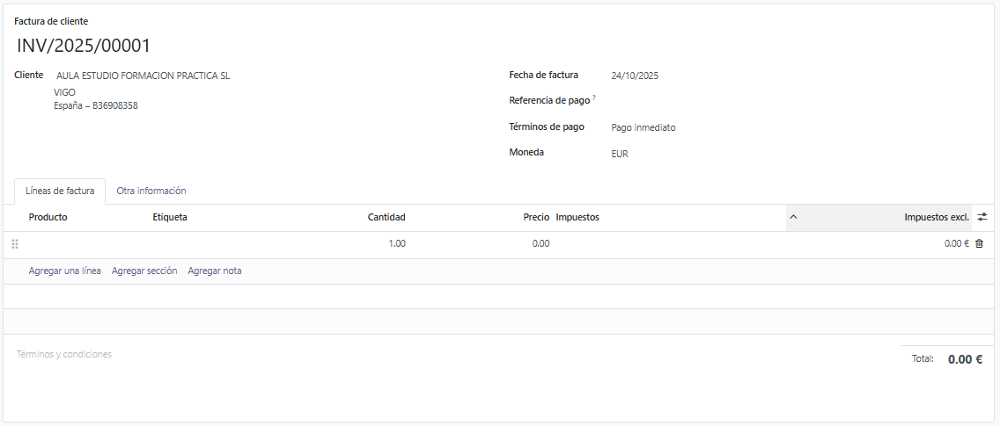 Factura de cliente
INV/2025/00001
Cliente AULA ESTUDIO FORMACION PRACTICA SL
VIGO
España – B36908358
Fecha de factura 24/10/2025
Referencia de pago ?
Términos de pago Pago inmediato
Moneda EUR
Líneas de factura Otra información
Producto Etiqueta Cantidad Precio Impuestos Impuestos excl.
1.00 0.00 0.00 €
Agregar una línea Agregar sección Agregar nota
Términos y condiciones
Total: 0.00 €